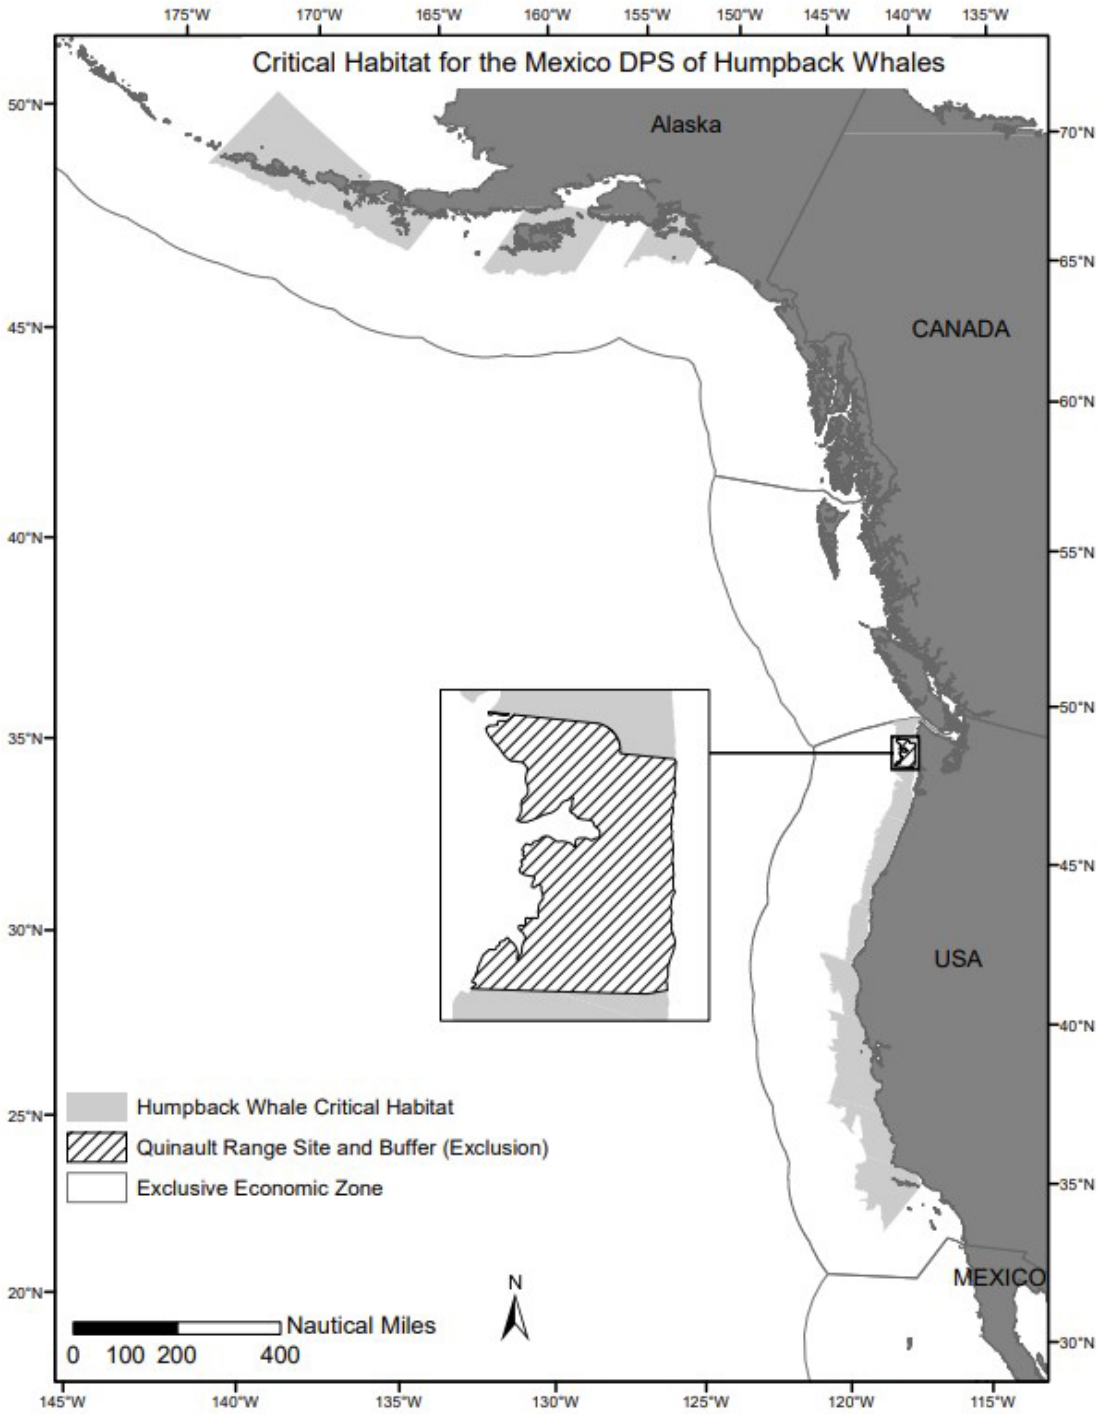 175°W 170°W 165°W 160°W 155°W 150°W 145°W 140°W 135°W
Critical Habitat for the Mexico DPS of Humpback Whales
50°N
Alaska
70°N
65°N
45°N
CANADA
60°N
40°N
55°N
50°N
35°N
45°N
30°N
USA
40°N
Humpback Whale Critical Habitat
25°N
Quinault Range Site and Buffer (Exclusion)
Exclusive Economic Zone
35°N
MEXICO
N
20°N
Nautical Miles
30°N
0 100 200 400
145°W 140°W 135°W 130°W 125°W 120°W 115°W